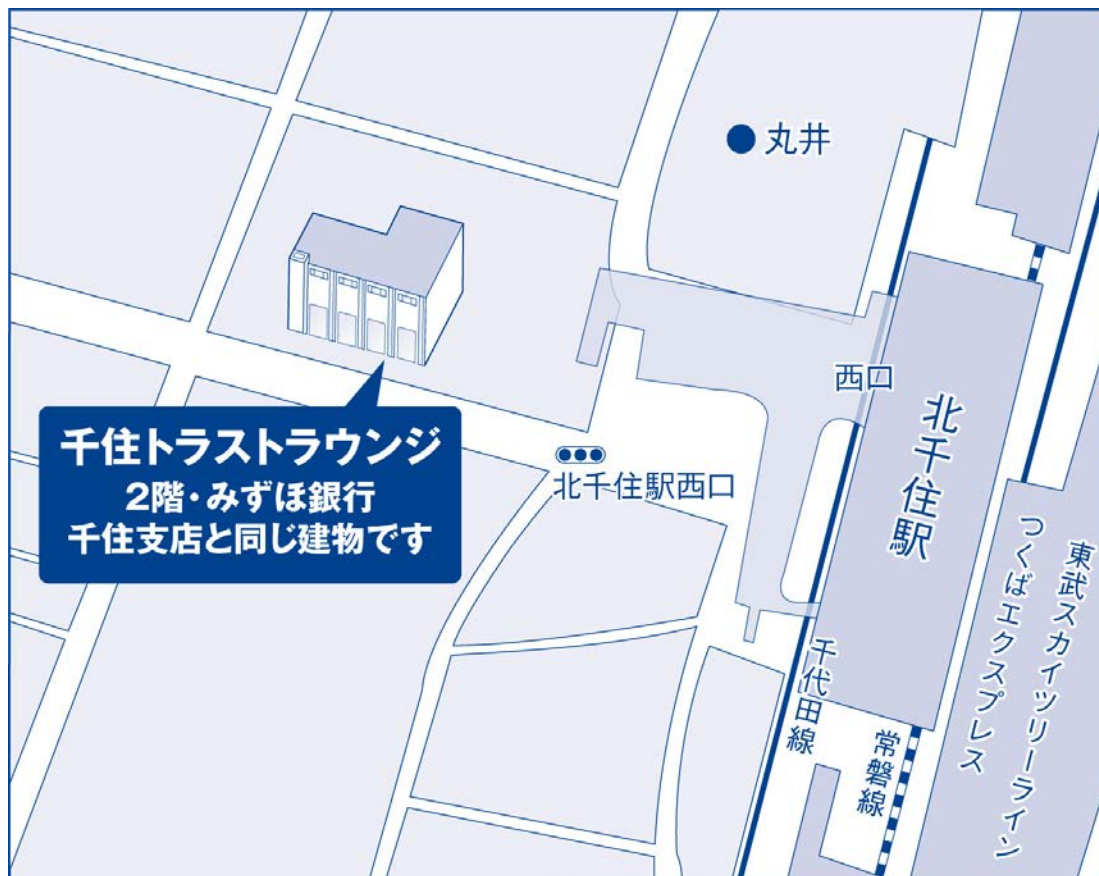 丸井
西口
北千住駅
千住トラストラウンジ
2階・みずほ銀行
千住支店と同じ建物です
北千住駅西口
千代田線
常磐線
東武スカイツリーライン
つくばエクスプレス